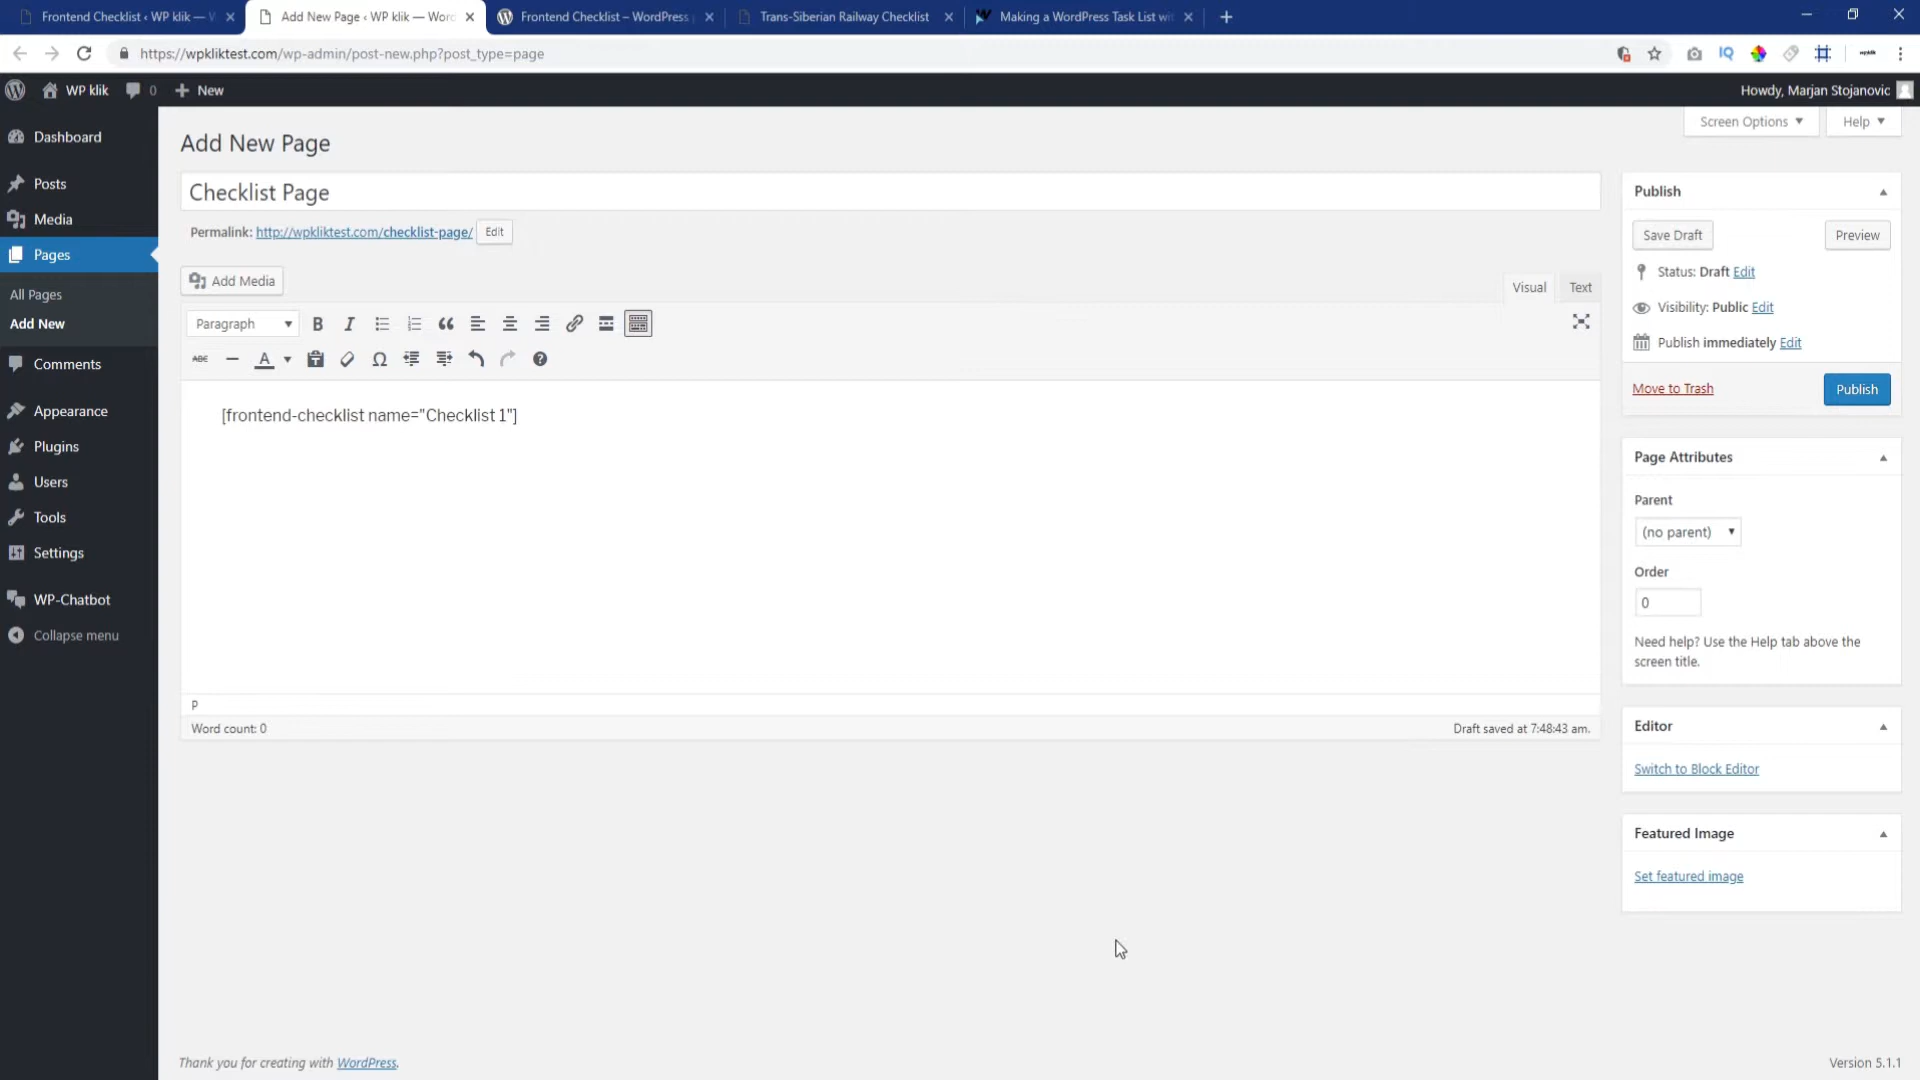 Frontend Checklist ‹ WP klik — W
Add New Page ‹ WP klik — Word
Frontend Checklist – WordPress
Trans-Siberian Railway Checklist
Making a WordPress Task List wit
https://wpkliktest.com/wp-admin/post-new.php?post_type=page
WP klik
0
New
Howdy, Marjan Stojanovic
Screen Options
Help
Dashboard
Posts
Media
Pages
All Pages
Add New
Comments
Appearance
Plugins
Users
Tools
Settings
WP-Chatbot
Collapse menu
Add New Page
Checklist Page
Permalink: http://wpkliktest.com/checklist-page/ Edit
Add Media
Visual Text
Paragraph
[frontend-checklist name="Checklist 1"]
P
Word count: 0
Draft saved at 7:48:43 am.
Publish
Save Draft
Preview
Status: Draft Edit
Visibility: Public Edit
Publish immediately Edit
Move to Trash
Publish
Page Attributes
Parent
(no parent)
Order
0
Need help? Use the Help tab above the
screen title.
Editor
Switch to Block Editor
Featured Image
Set featured image
Thank you for creating with WordPress.
Version 5.1.1